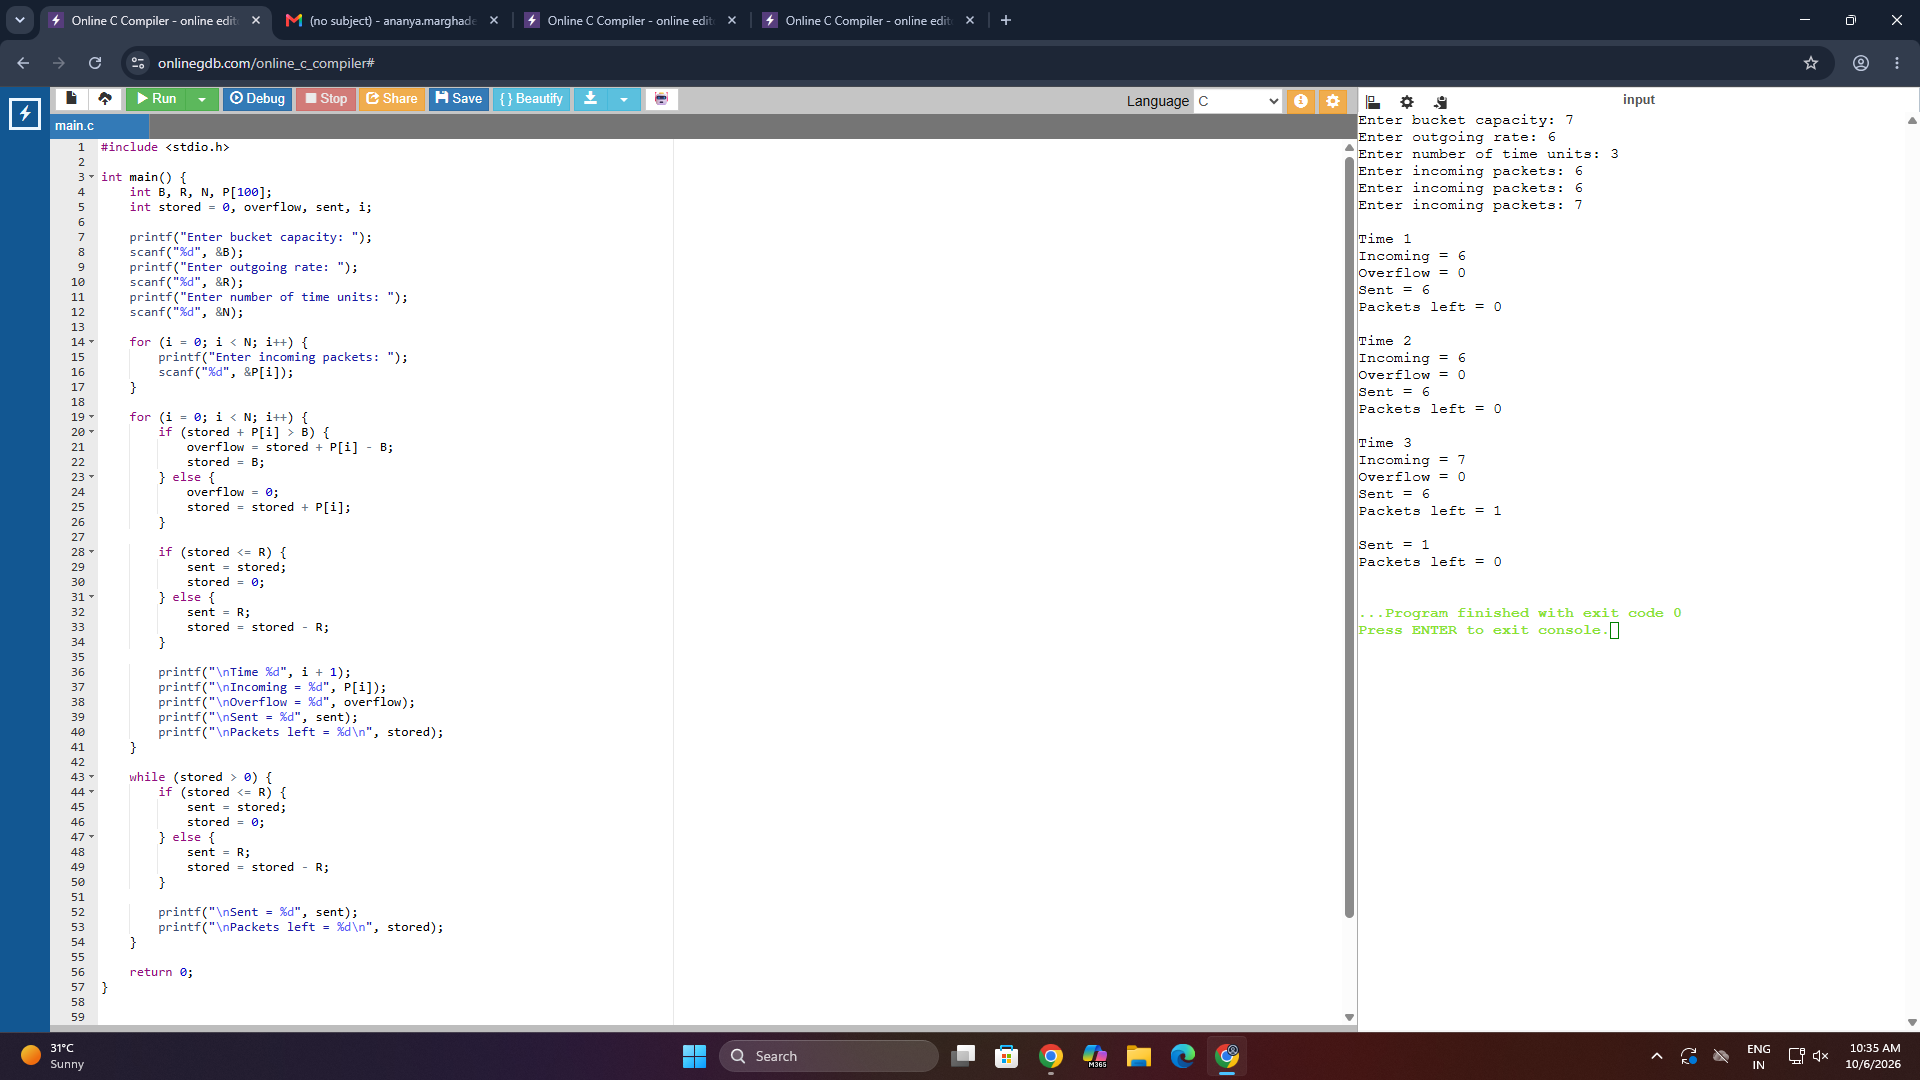 Online C Compiler - online edit
(no subject) - ananya.marghade
Online C Compiler - online edit
Online C Compiler - online edit
onlinegdb.com/online_c_compiler#
Run
Debug
Stop
Share
Save
{ } Beautify
Language C
input
main.c
1 #include <stdio.h>
2
3 int main() {
4     int B, R, N, P[100];
5     int stored = 0, overflow, sent, i;
6
7     printf("Enter bucket capacity: ");
8     scanf("%d", &B);
9     printf("Enter outgoing rate: ");
10     scanf("%d", &R);
11     printf("Enter number of time units: ");
12     scanf("%d", &N);
13
14     for (i = 0; i < N; i++) {
15         printf("Enter incoming packets: ");
16         scanf("%d", &P[i]);
17     }
18
19     for (i = 0; i < N; i++) {
20         if (stored + P[i] > B) {
21             overflow = stored + P[i] - B;
22             stored = B;
23         } else {
24             overflow = 0;
25             stored = stored + P[i];
26         }
27
28         if (stored <= R) {
29             sent = stored;
30             stored = 0;
31         } else {
32             sent = R;
33             stored = stored - R;
34         }
35
36         printf("\nTime %d", i + 1);
37         printf("\nIncoming = %d", P[i]);
38         printf("\nOverflow = %d", overflow);
39         printf("\nSent = %d", sent);
40         printf("\nPackets left = %d\n", stored);
41     }
42
43     while (stored > 0) {
44         if (stored <= R) {
45             sent = stored;
46             stored = 0;
47         } else {
48             sent = R;
49             stored = stored - R;
50         }
51
52         printf("\nSent = %d", sent);
53         printf("\nPackets left = %d\n", stored);
54     }
55
56     return 0;
57 }
58
59
Enter bucket capacity: 7
Enter outgoing rate: 6
Enter number of time units: 3
Enter incoming packets: 6
Enter incoming packets: 6
Enter incoming packets: 7
Time 1
Incoming = 6
Overflow = 0
Sent = 6
Packets left = 0
Time 2
Incoming = 6
Overflow = 0
Sent = 6
Packets left = 0
Time 3
Incoming = 7
Overflow = 0
Sent = 6
Packets left = 1
Sent = 1
Packets left = 0
...Program finished with exit code 0
Press ENTER to exit console.
31°C
Sunny
Search
M365
ENG
IN
10:35 AM
10/6/2026